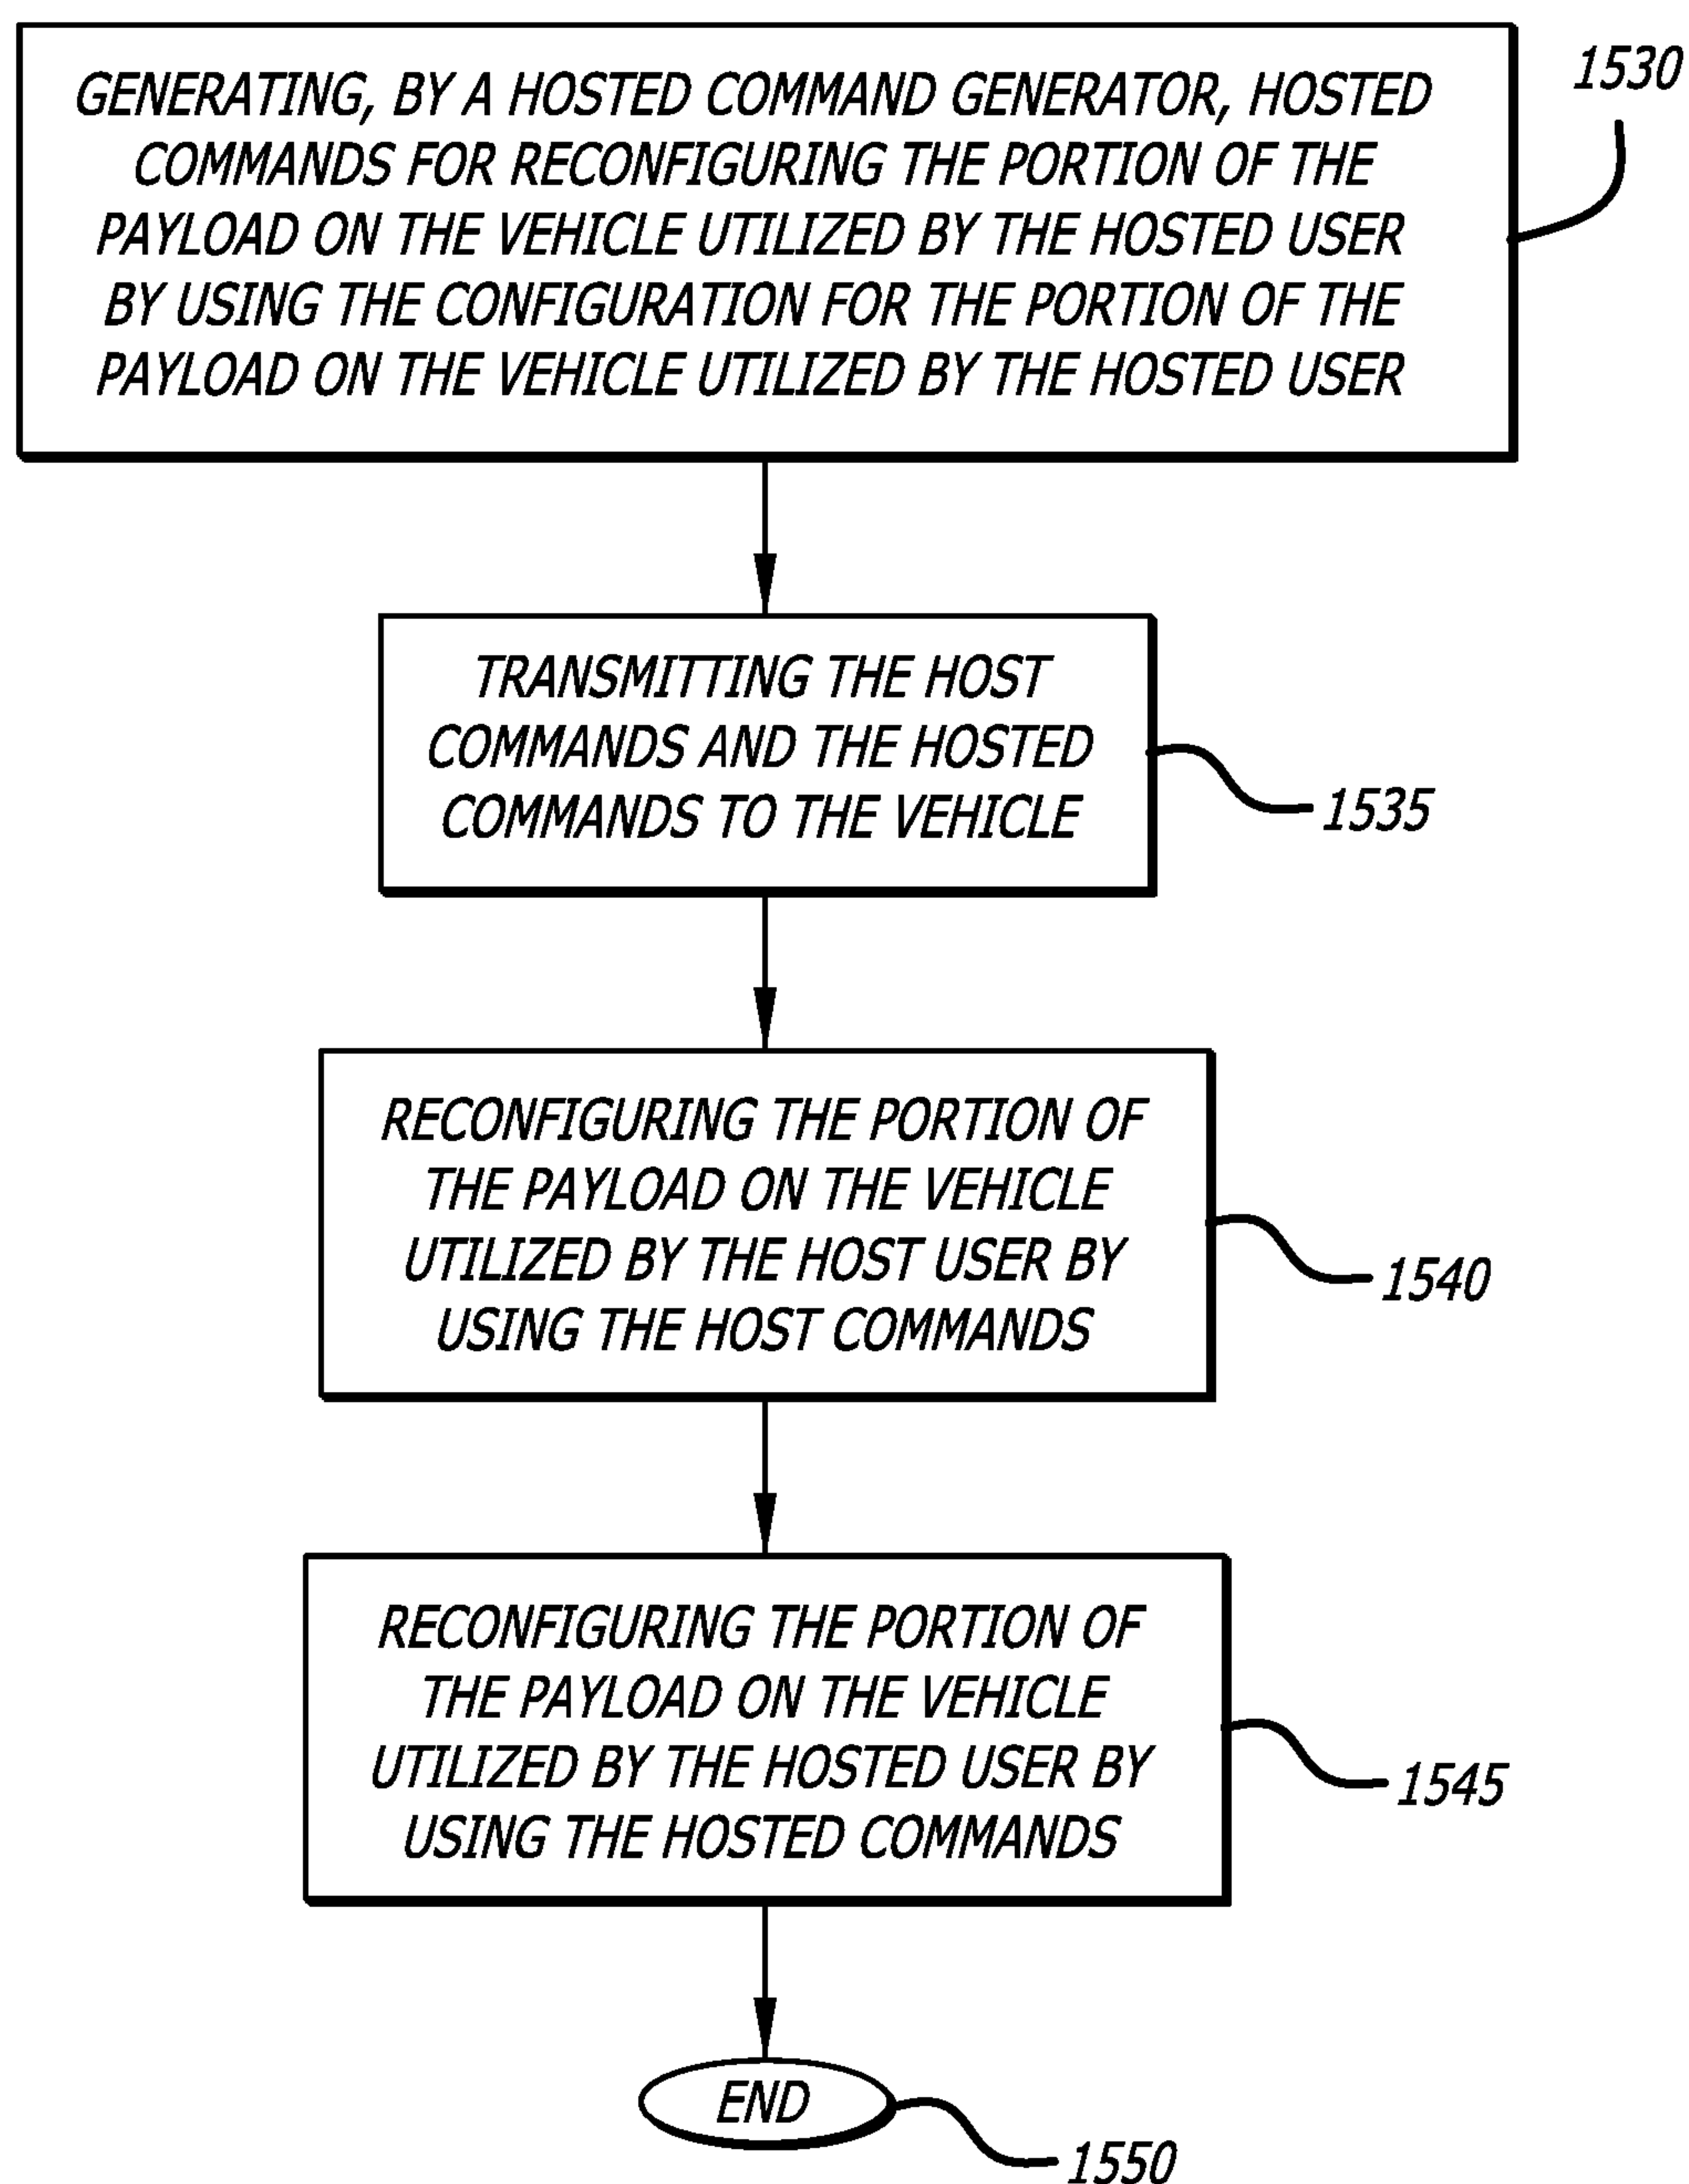 GENERATING, BY A HOSTED COMMAND GENERATOR, HOSTED
COMMANDS FOR RECONFIGURING THE PORTION OF THE
PAYLOAD ON THE VEHICLE UTILIZED BY THE HOSTED USER
BY USING THE CONFIGURATION FOR THE PORTION OF THE
PAYLOAD ON THE VEHICLE UTILIZED BY THE HOSTED USER
1530
TRANSMITTING THE HOST
COMMANDS AND THE HOSTED
COMMANDS TO THE VEHICLE
1535
RECONFIGURING THE PORTION OF
THE PAYLOAD ON THE VEHICLE
UTILIZED BY THE HOST USER BY
USING THE HOST COMMANDS
1540
RECONFIGURING THE PORTION OF
THE PAYLOAD ON THE VEHICLE
UTILIZED BY THE HOSTED USER BY
USING THE HOSTED COMMANDS
1545
END
1550